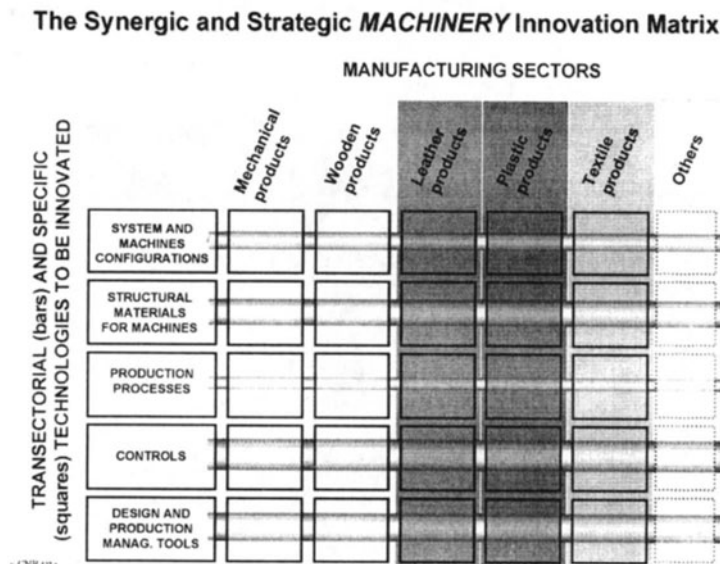 The Synergic and Strategic MACHINERY Innovation Matrix
MANUFACTURING SECTORS
TRANSECTORIAL (bars) AND SPECIFIC
(squares) TECHNOLOGIES TO BE INNOVATED
Mechanical
products
Wooden
products
Leather
products
Plastic
products
Textile
products
Others
SYSTEM AND
MACHINES
CONFIGURATIONS
STRUCTURAL
MATERIALS
FOR MACHINES
PRODUCTION
PROCESSES
CONTROLS
DESIGN AND
PRODUCTION
MANAG. TOOLS